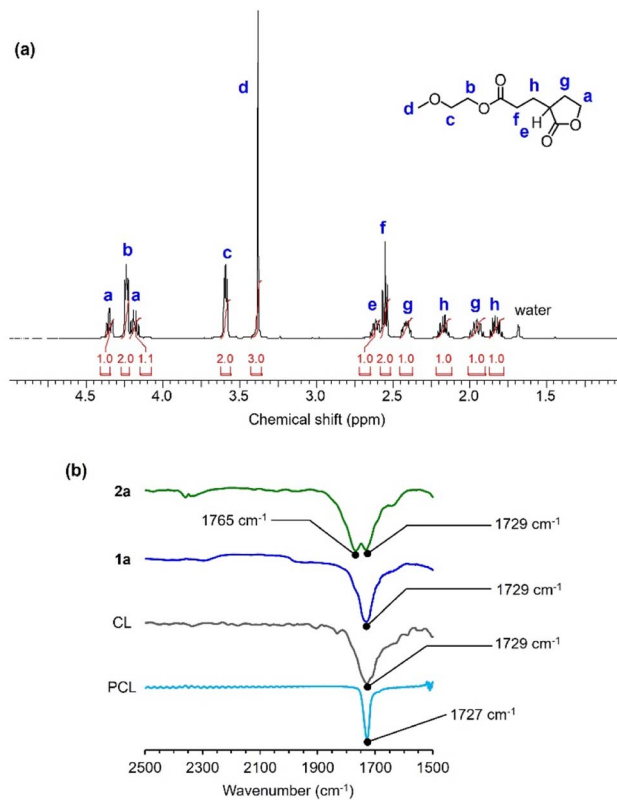 (a)
d
O
O
b
O
c
O
h
g
a
f
H
e
O
O
d
b
a
a
c
f
e
g
h
g
h
water
1.0
2.0
1.1
2.0
3.0
1.0
2.0
1.0
1.0
1.0
1.0
4.5
4.0
3.5
3.0
2.5
2.0
1.5
Chemical shift (ppm)
(b)
2a
1765 cm⁻¹
1729 cm⁻¹
1a
1729 cm⁻¹
CL
1729 cm⁻¹
PCL
1727 cm⁻¹
2500 2300 2100 1900 1700 1500
Wavenumber (cm⁻¹)